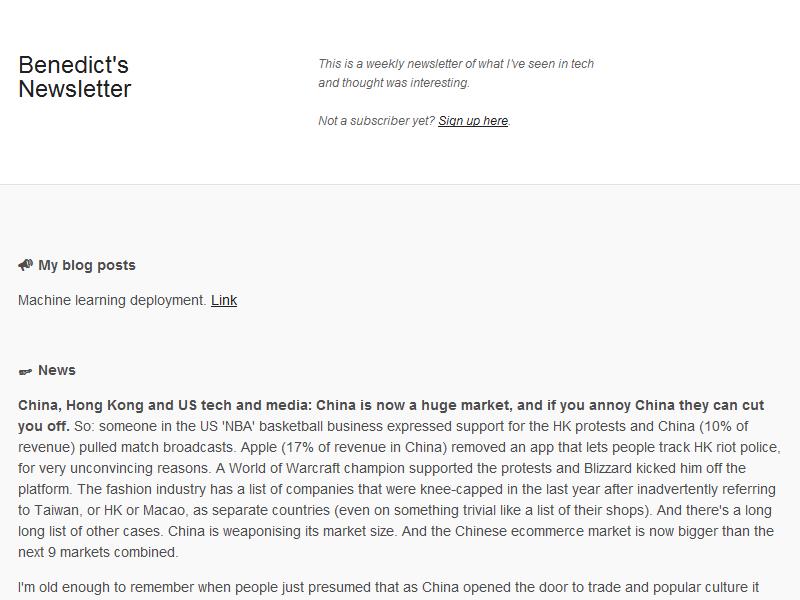 Benedict's
Newsletter
This is a weekly newsletter of what I've seen in tech
and thought was interesting.
Not a subscriber yet? Sign up here.
My blog posts
Machine learning deployment. Link
News
China, Hong Kong and US tech and media: China is now a huge market, and if you annoy China they can cut
you off. So: someone in the US 'NBA' basketball business expressed support for the HK protests and China (10% of
revenue) pulled match broadcasts. Apple (17% of revenue in China) removed an app that lets people track HK riot police,
for very unconvincing reasons. A World of Warcraft champion supported the protests and Blizzard kicked him off the
platform. The fashion industry has a list of companies that were knee-capped in the last year after inadvertently referring
to Taiwan, or HK or Macao, as separate countries (even on something trivial like a list of their shops). And there's a long
long list of other cases. China is weaponising its market size. And the Chinese ecommerce market is now bigger than the
next 9 markets combined.
I'm old enough to remember when people just presumed that as China opened the door to trade and popular culture it